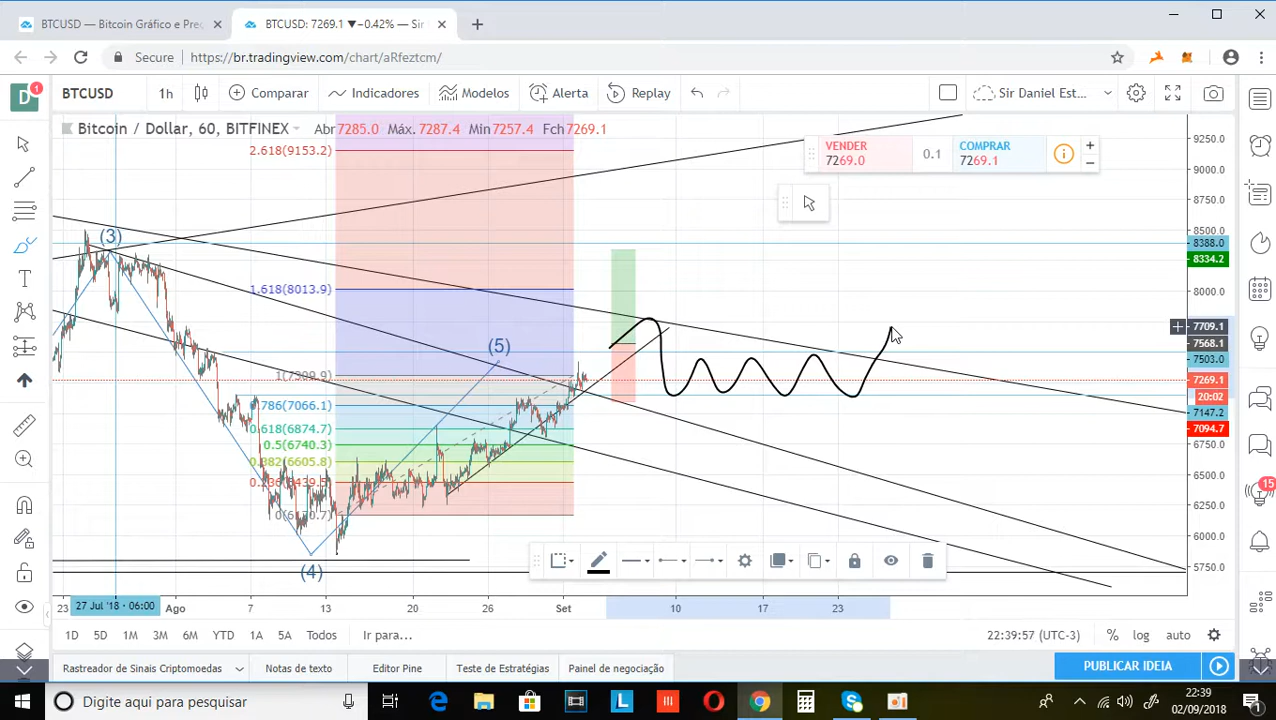 BTCUSD — Bitcoin Gráfico e Preç
BTCUSD: 7269.1 ▼−0.42% — Sir
Secure
https://br.tradingview.com/chart/aRfeztcm/
D
1
BTCUSD
1h
Comparar
Indicadores
Modelos
Alerta
Replay
Sir Daniel Est...
Bitcoin / Dollar, 60, BITFINEX
Abr 7285.0 Máx. 7287.4 Mín 7257.4 Fch 7269.1
VENDER
7269.0
0.1
COMPRAR
7269.1
2.618(9153.2)
(3)
1.618(8013.9)
(5)
0.786(7066.1)
0.618(6874.7)
0.5(6740.3)
(4)
9250.0
9000.0
8750.0
8500.0
8388.0
8334.2
8000.0
7709.1
7568.1
7503.0
7269.1
20:02
7147.2
7094.7
6750.0
6500.0
6250.0
6000.0
5750.0
15
23
27 Jul '18 · 06:00
Ago
7
13
20
26
Set
10
17
23
1D
5D
1M
3M
6M
YTD
1A
5A
Todos
Ir para...
22:39:57 (UTC-3)
%
log
auto
Rastreador de Sinais Criptomoedas
Notas de texto
Editor Pine
Teste de Estratégias
Painel de negociação
PUBLICAR IDEIA
Digite aqui para pesquisar
22:39
02/09/2018
1